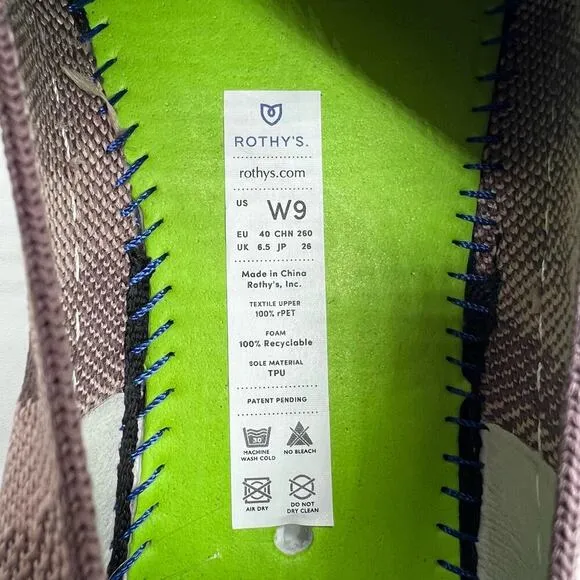 ROTHY'S.
rothys.com
US W9
EU 40 CHN 260
UK 6.5 JP 26
Made in China
Rothy's, Inc.
TEXTILE UPPER
100% rPET
FOAM
100% Recyclable
SOLE MATERIAL
TPU
PATENT PENDING
30
MACHINE WASH COLD
NO BLEACH
AIR DRY
DO NOT DRY CLEAN